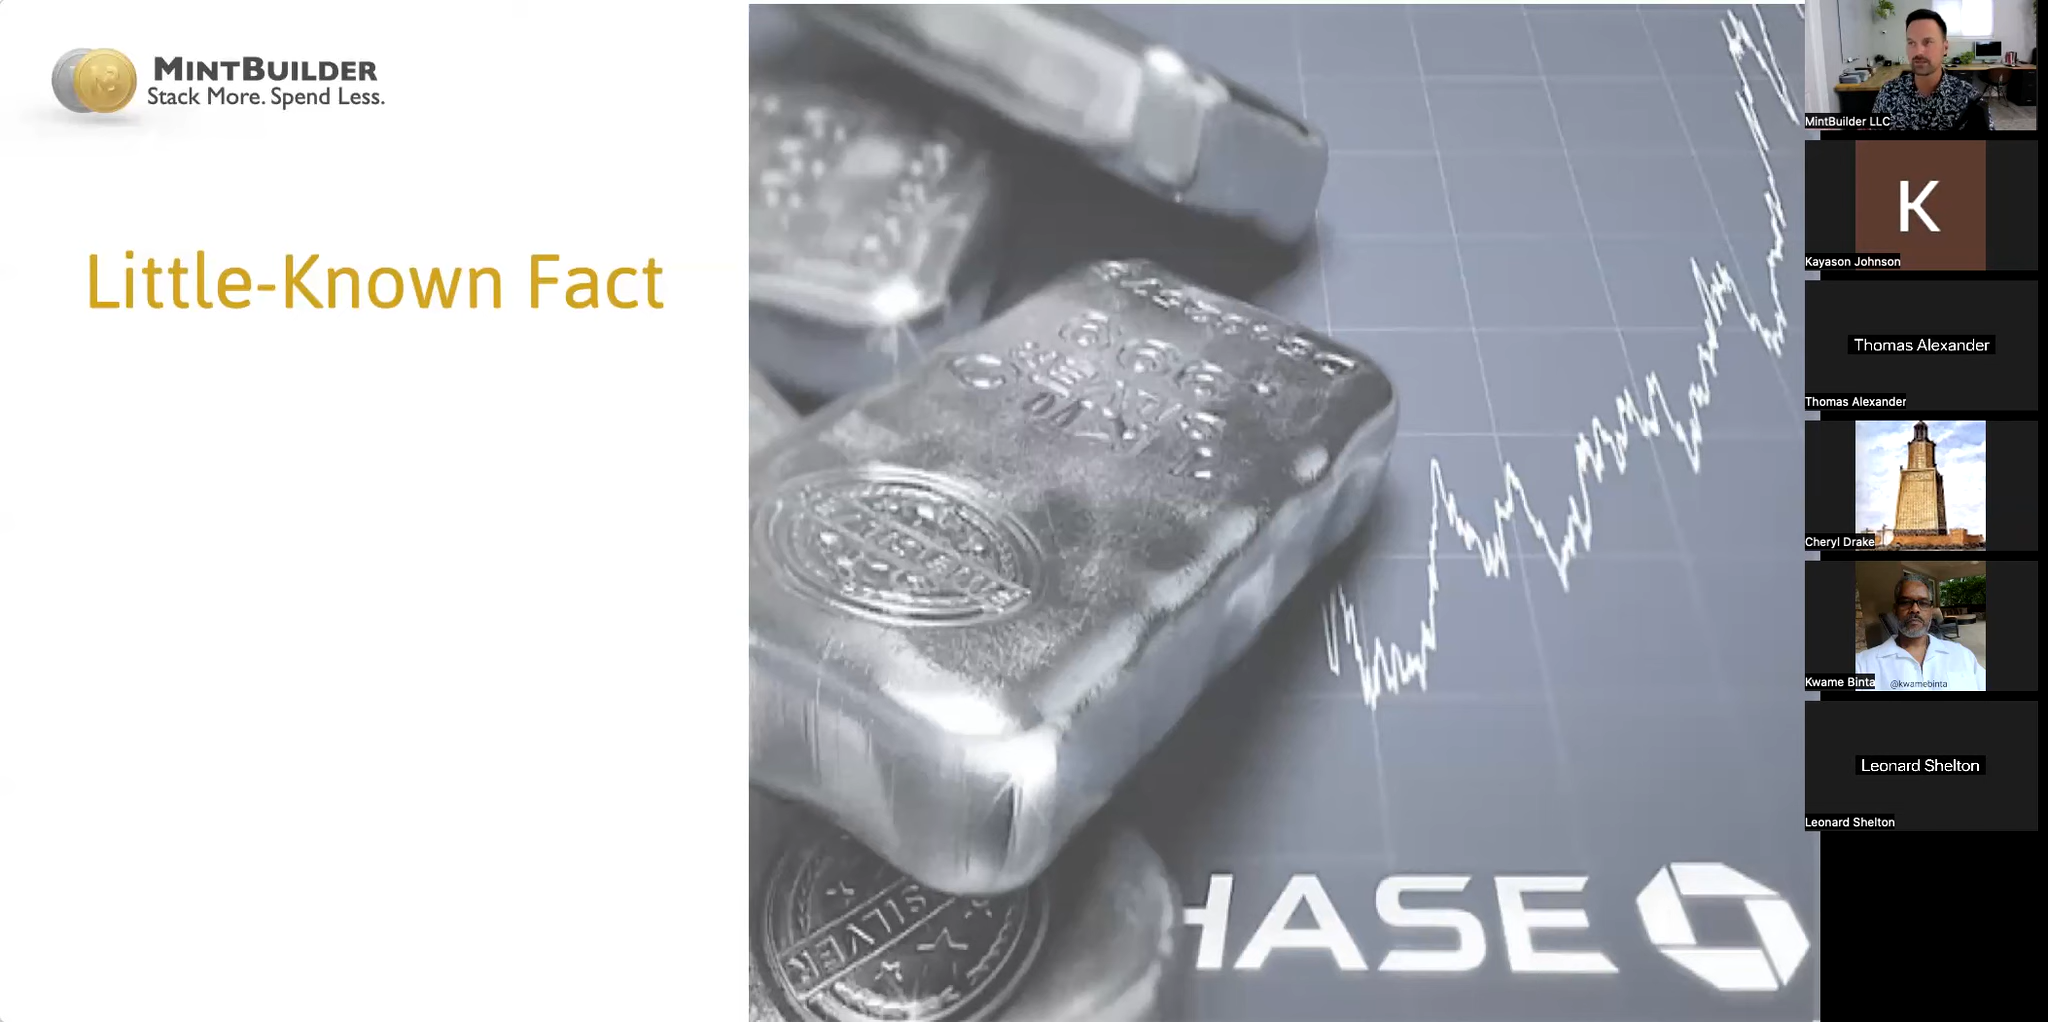 MINTBUILDER
Stack More. Spend Less.
Little-Known Fact
SILVER
HASE
MintBuilder LLC
K
Kayason Johnson
Thomas Alexander
Thomas Alexander
Cheryl Drake
@kwamebinta
Kwame Binta
Leonard Shelton
Leonard Shelton